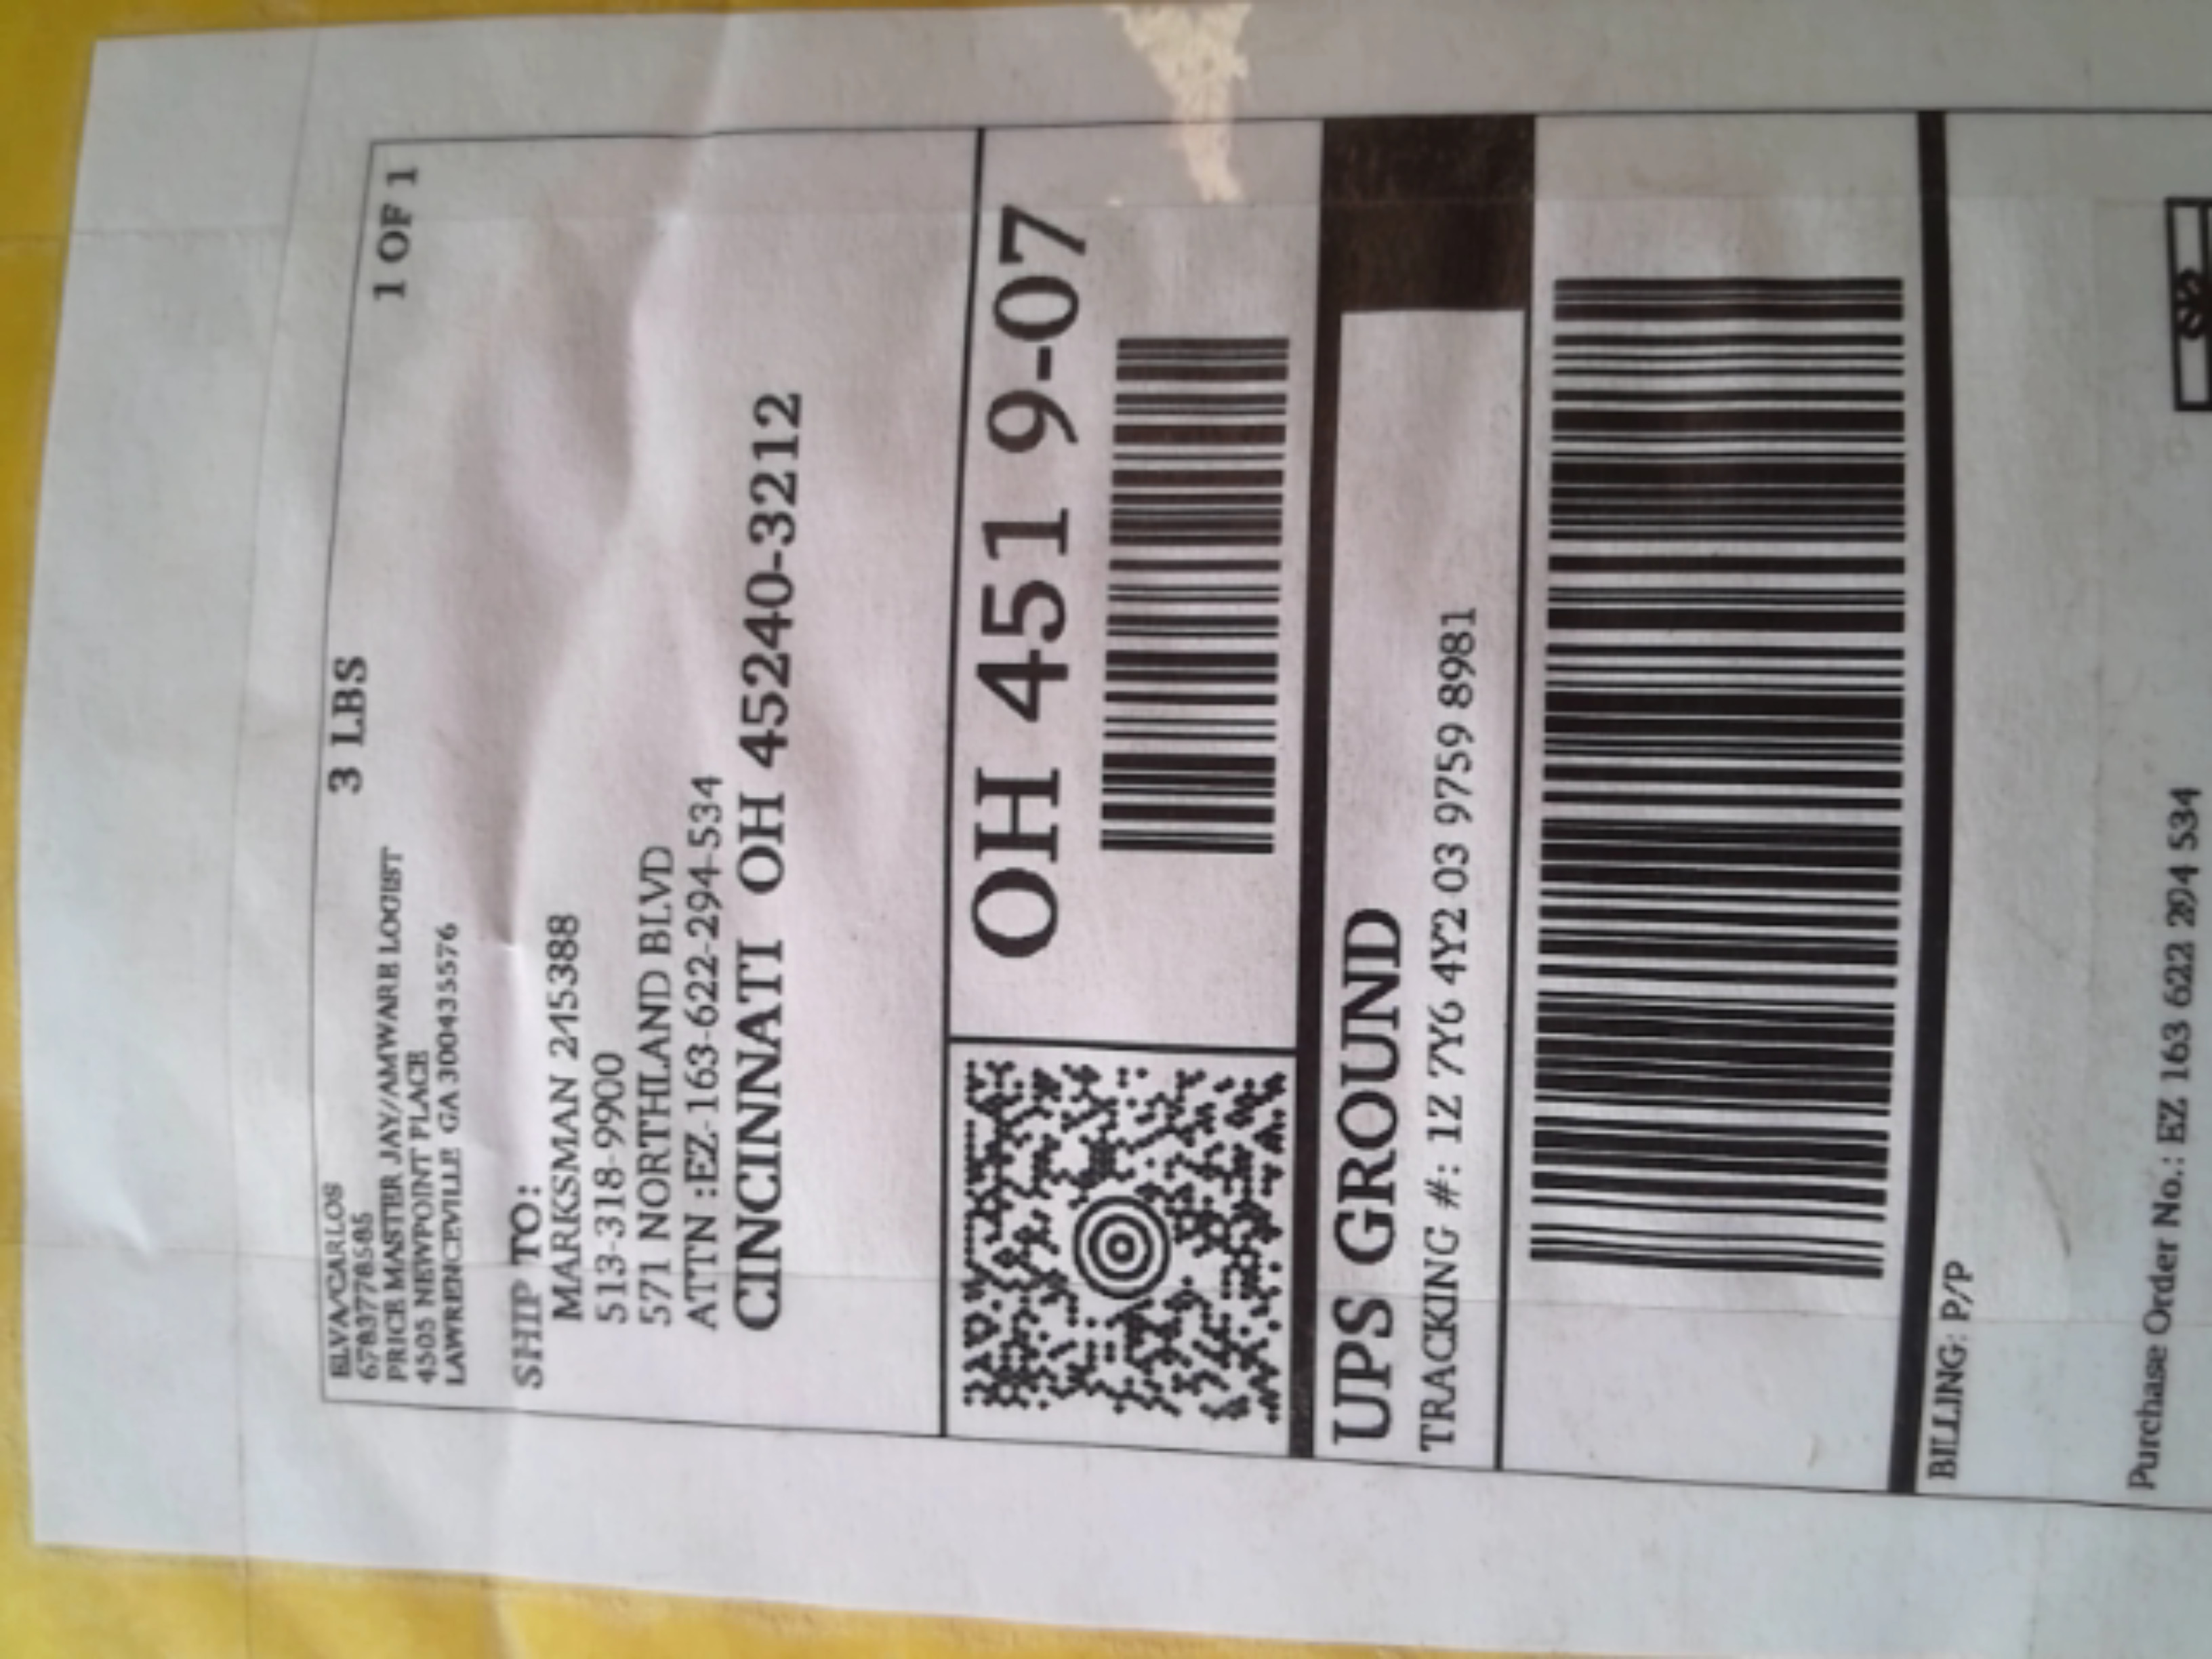 ELVA/CARLOS
6783778585
PRICE MASTER JAY/AMWARE LOGIST
4505 NEWPOINT PLACE
LAWRENCEVILLE GA 300435576
3 LBS
1 OF 1
SHIP TO:
MARKSMAN 245388
513-318-9900
571 NORTHLAND BLVD
ATTN :EZ-163-622-294-534
CINCINNATI OH 45240-3212
OH 451 9-07
UPS GROUND
TRACKING #: 1Z 7Y6 4Y2 03 9759 8981
BILLING: P/P
Purchase Order No.: EZ 163 622 294 534